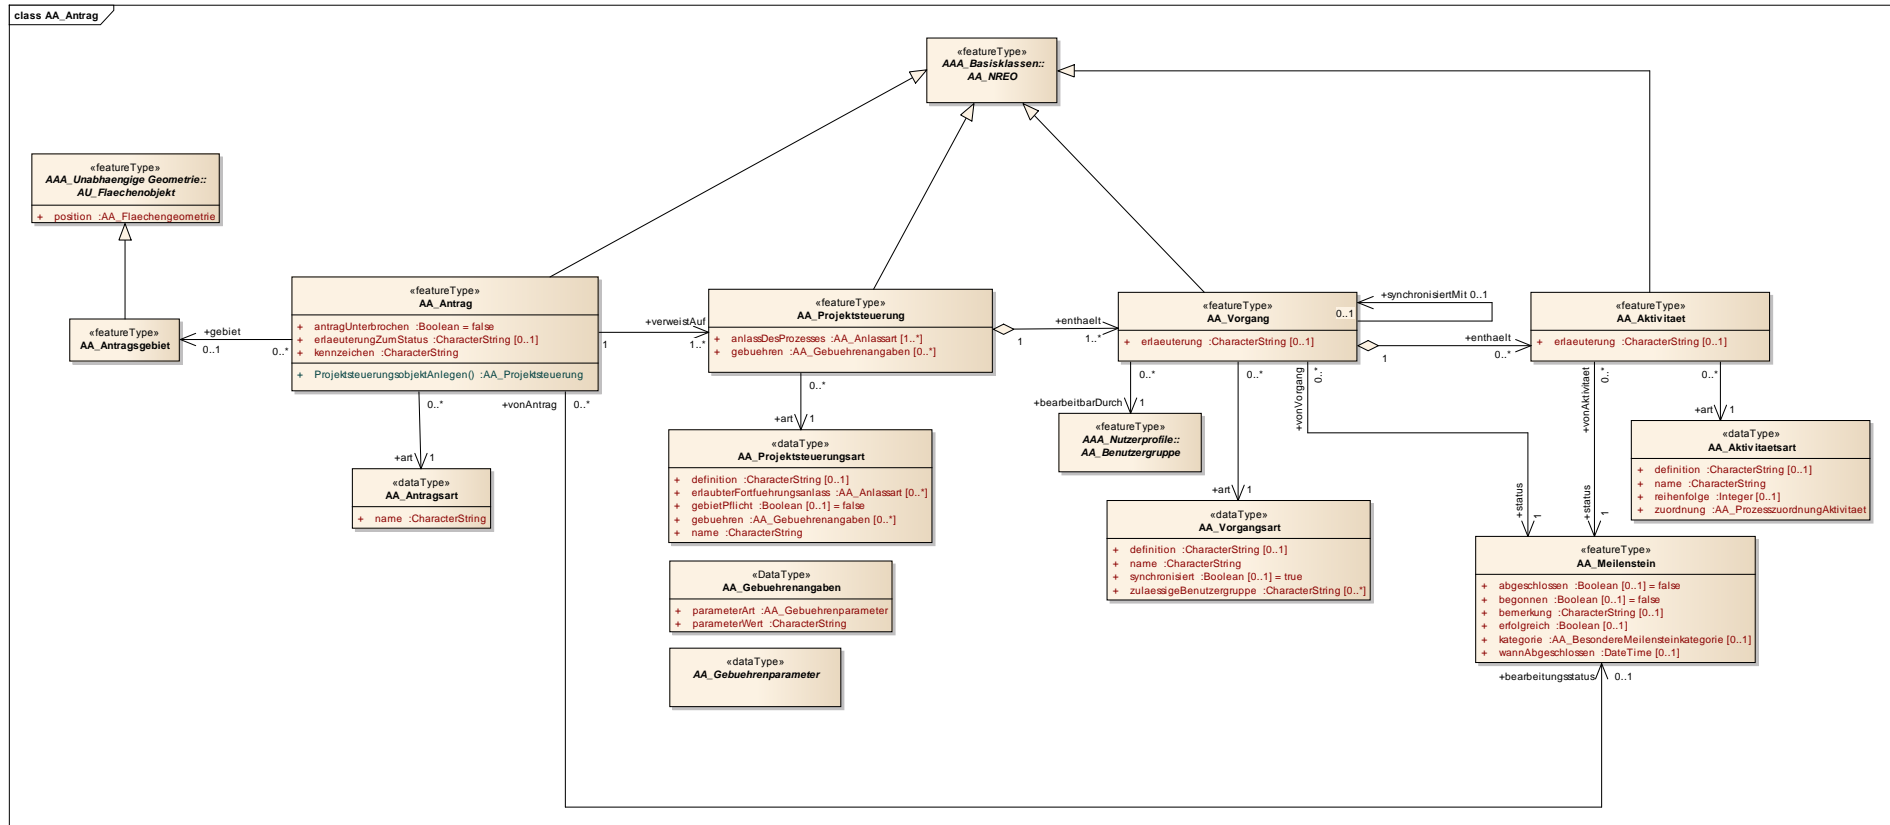 class AA_Antrag
«featureType»
AAA_Basisklassen::
AA_NREO
«featureType»
AAA_Unabhaengige Geometrie::
AU_Flaechenobjekt
+ position :AA_Flaechengeometrie
«featureType»
AA_Antragsgebiet
+gebiet
0..1
0..*
«featureType»
AA_Antrag
+ antragUnterbrochen :Boolean = false
+ erlaeuterungZumStatus :CharacterString [0..1]
+ kennzeichen :CharacterString
+ ProjektsteuerungsobjektAnlegen() :AA_Projektsteuerung
+verweistAuf
1
1..*
«featureType»
AA_Projektsteuerung
+ anlassDesProzesses :AA_Anlassart [1..*]
+ gebuehren :AA_Gebuehrenangaben [0..*]
+enthaelt
1
1..*
«featureType»
AA_Vorgang
+ erlaeuterung :CharacterString [0..1]
+synchronisiertMit 0..1
0..1
+enthaelt
1
0..*
«featureType»
AA_Aktivitaet
+ erlaeuterung :CharacterString [0..1]
0..*
+art
1
«dataType»
AA_Antragsart
+ name :CharacterString
+vonAntrag
0..*
0..*
+art
1
«dataType»
AA_Projektsteuerungsart
+ definition :CharacterString [0..1]
+ erlaubterFortfuehrungsanlass :AA_Anlassart [0..*]
+ gebietPflicht :Boolean [0..1] = false
+ gebuehren :AA_Gebuehrenangaben [0..*]
+ name :CharacterString
«DataType»
AA_Gebuehrenangaben
+ parameterArt :AA_Gebuehrenparameter
+ parameterWert :CharacterString
«dataType»
AA_Gebuehrenparameter
0..*
+bearbeitbarDurch
1
«featureType»
AAA_Nutzerprofile::
AA_Benutzergruppe
0..*
+art
1
«dataType»
AA_Vorgangsart
+ definition :CharacterString [0..1]
+ name :CharacterString
+ synchronisiert :Boolean [0..1] = true
+ zulaessigeBenutzergruppe :CharacterString [0..*]
+vonVorgang
0..*
+status
1
+vonAktivitaet
0..*
+status
1
0..*
+art
1
«dataType»
AA_Aktivitaetsart
+ definition :CharacterString [0..1]
+ name :CharacterString
+ reihenfolge :Integer [0..1]
+ zuordnung :AA_ProzesszuordnungAktivitaet
«featureType»
AA_Meilenstein
+ abgeschlossen :Boolean [0..1] = false
+ begonnen :Boolean [0..1] = false
+ bemerkung :CharacterString [0..1]
+ erfolgreich :Boolean [0..1]
+ kategorie :AA_BesondereMeilensteinkategorie [0..1]
+ wannAbgeschlossen :DateTime [0..1]
+bearbeitungsstatus
0..1